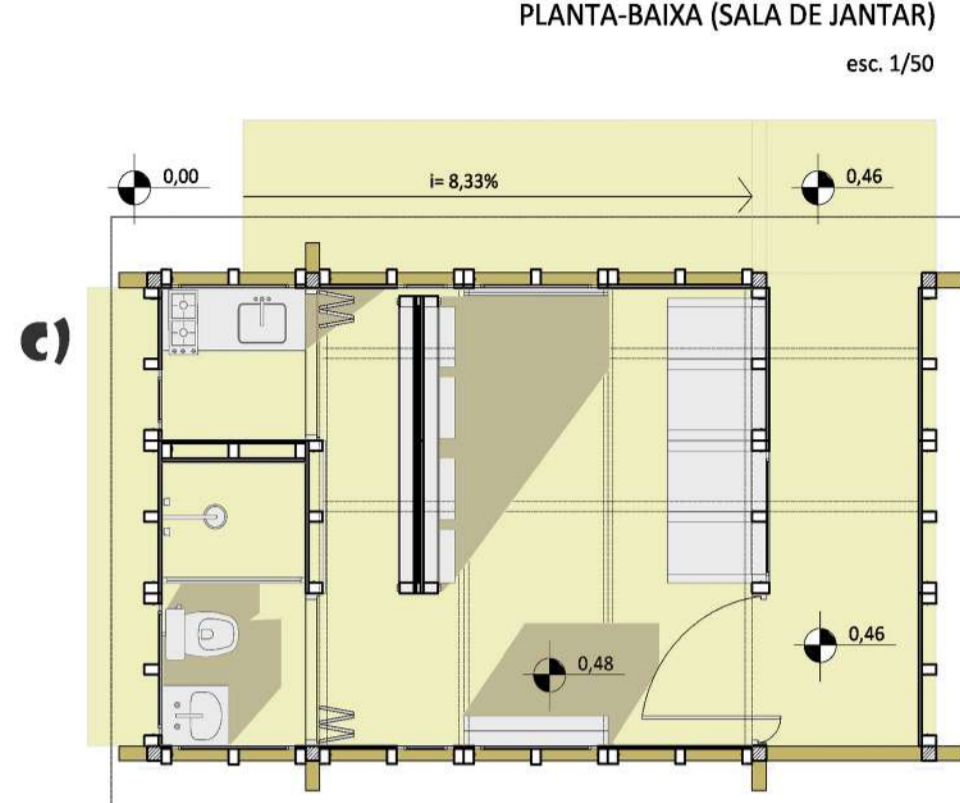 PLANTA-BAIXA (SALA DE JANTAR)
esc. 1/50
0,00
i= 8,33%
0,46
c)
0,48
0,46